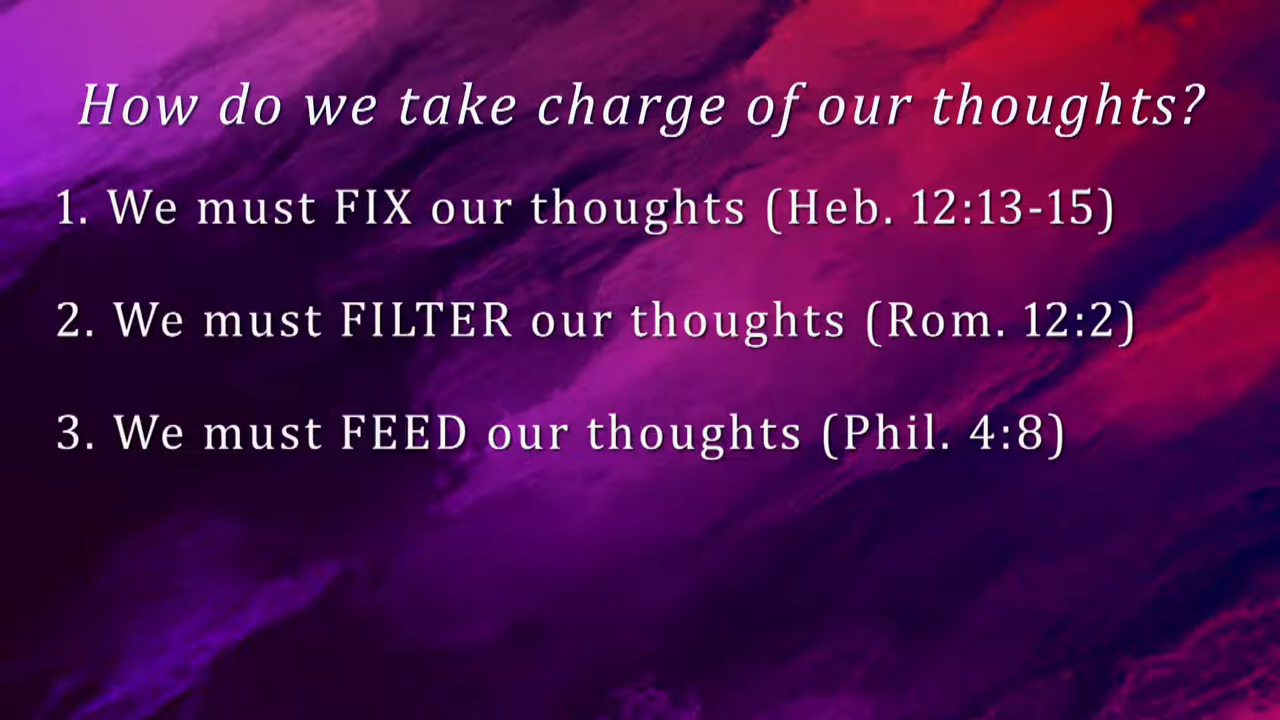 How do we take charge of our thoughts?
1. We must FIX our thoughts (Heb. 12:13-15)
2. We must FILTER our thoughts (Rom. 12:2)
3. We must FEED our thoughts (Phil. 4:8)